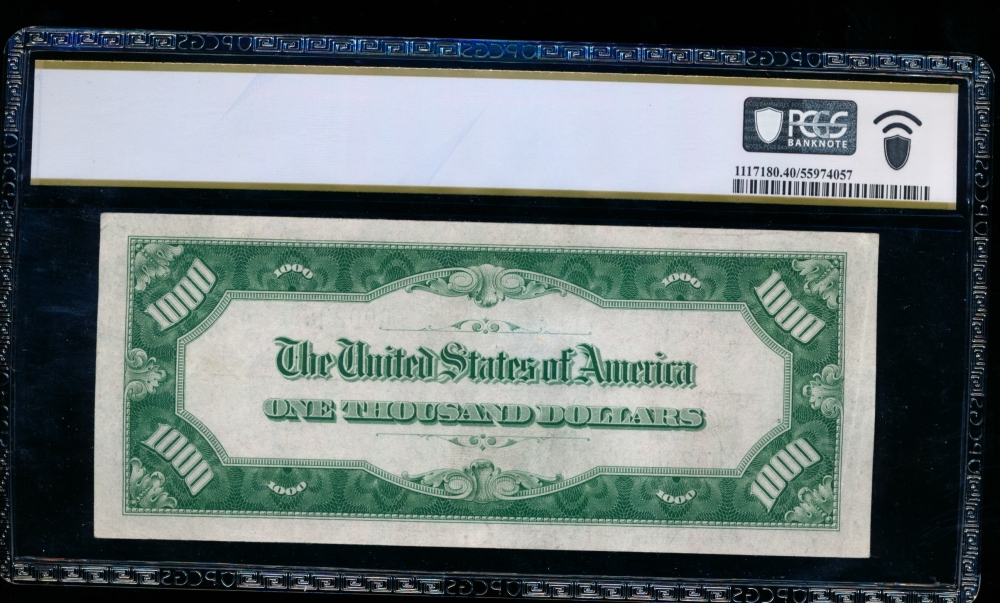 PCGS
BANKNOTE
1117180.40/55974057
1000 1000 1000 1000
The United States of America
ONE THOUSAND DOLLARS
1000 1000 1000 1000